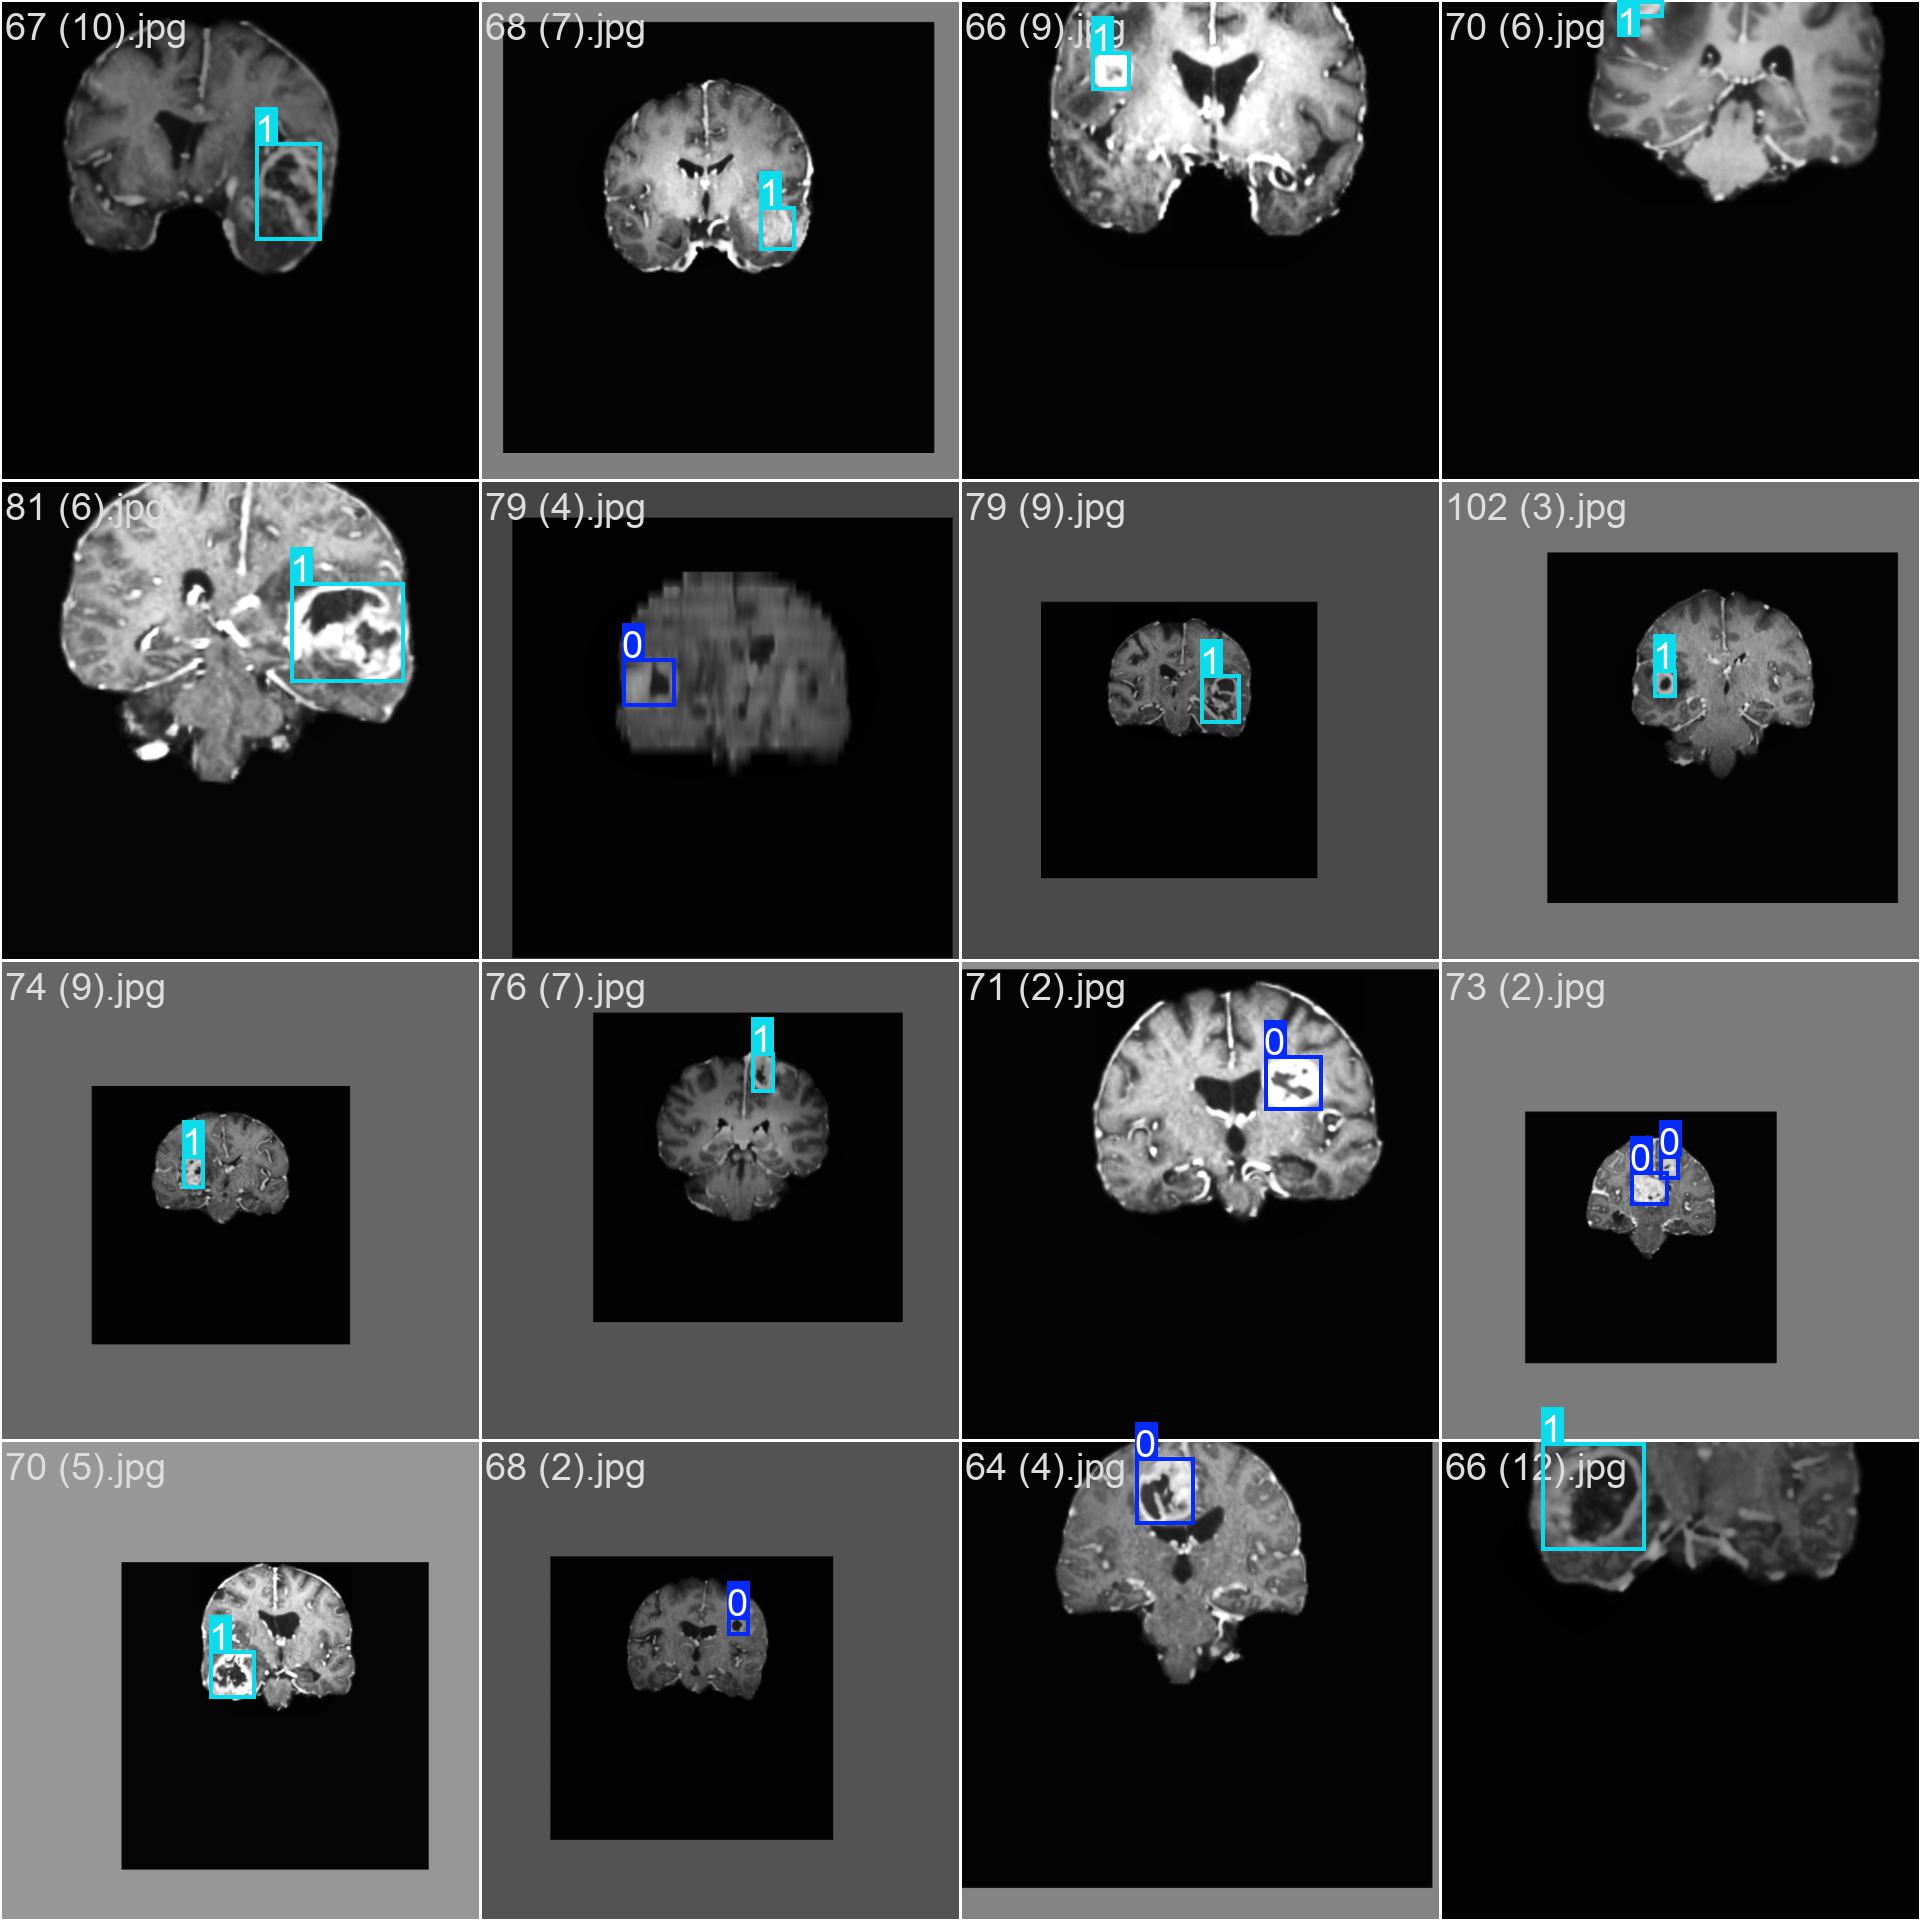 67 (10).jpg
1
68 (7).jpg
1
66 (9).jpg
1
70 (6).jpg
1
81 (6).jpg
1
79 (4).jpg
0
79 (9).jpg
1
102 (3).jpg
1
74 (9).jpg
1
76 (7).jpg
1
71 (2).jpg
0
73 (2).jpg
0
0
70 (5).jpg
1
68 (2).jpg
0
64 (4).jpg
0
66 (12).jpg
1